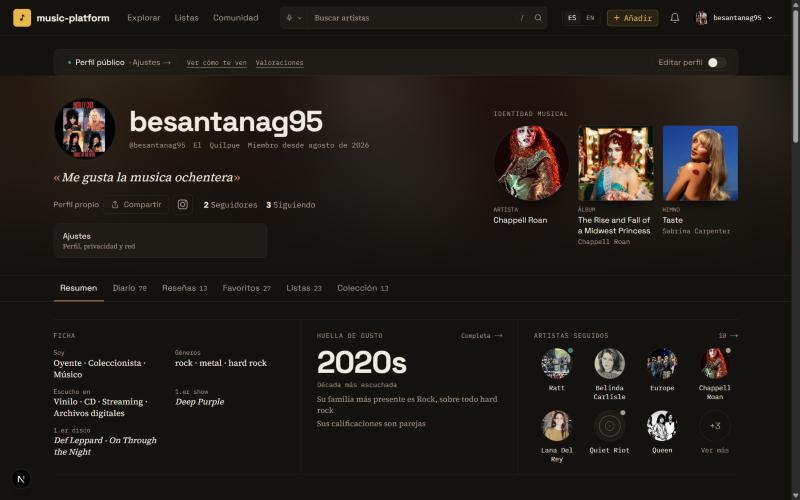 music-platform
Explorar
Listas
Comunidad
Buscar artistas
/
ES
EN
+ Añadir
besantanag95
Perfil público · Ajustes →
Ver cómo te ven
Valoraciones
Editar perfil
besantanag95
@besantanag95 El Quilpue Miembro desde agosto de 2026
«Me gusta la musica ochentera»
Perfil propio
Compartir
2 Seguidores
3 Siguiendo
Ajustes
Perfil, privacidad y red
IDENTIDAD MUSICAL
ARTISTA
Chappell Roan
ÁLBUM
The Rise and Fall of
a Midwest Princess
Chappell Roan
HIMNO
Taste
Sabrina Carpenter
Resumen
Diario 70
Reseñas 13
Favoritos 27
Listas 23
Colección 13
FICHA
Soy
Oyente · Coleccionista ·
Músico
Géneros
rock · metal · hard rock
Escucho en
Vinilo · CD · Streaming ·
Archivos digitales
1.er show
Deep Purple
1.er disco
Def Leppard - On Through
the Night
HUELLA DE GUSTO
Completa →
2020s
Década más escuchada
Su familia más presente es Rock, sobre todo hard
rock
Sus calificaciones son parejas
ARTISTAS SEGUIDOS
10 →
Ratt
Belinda
Carlisle
Europe
Chappell
Roan
Lana Del
Rey
Quiet Riot
Queen
+3
Ver más
N